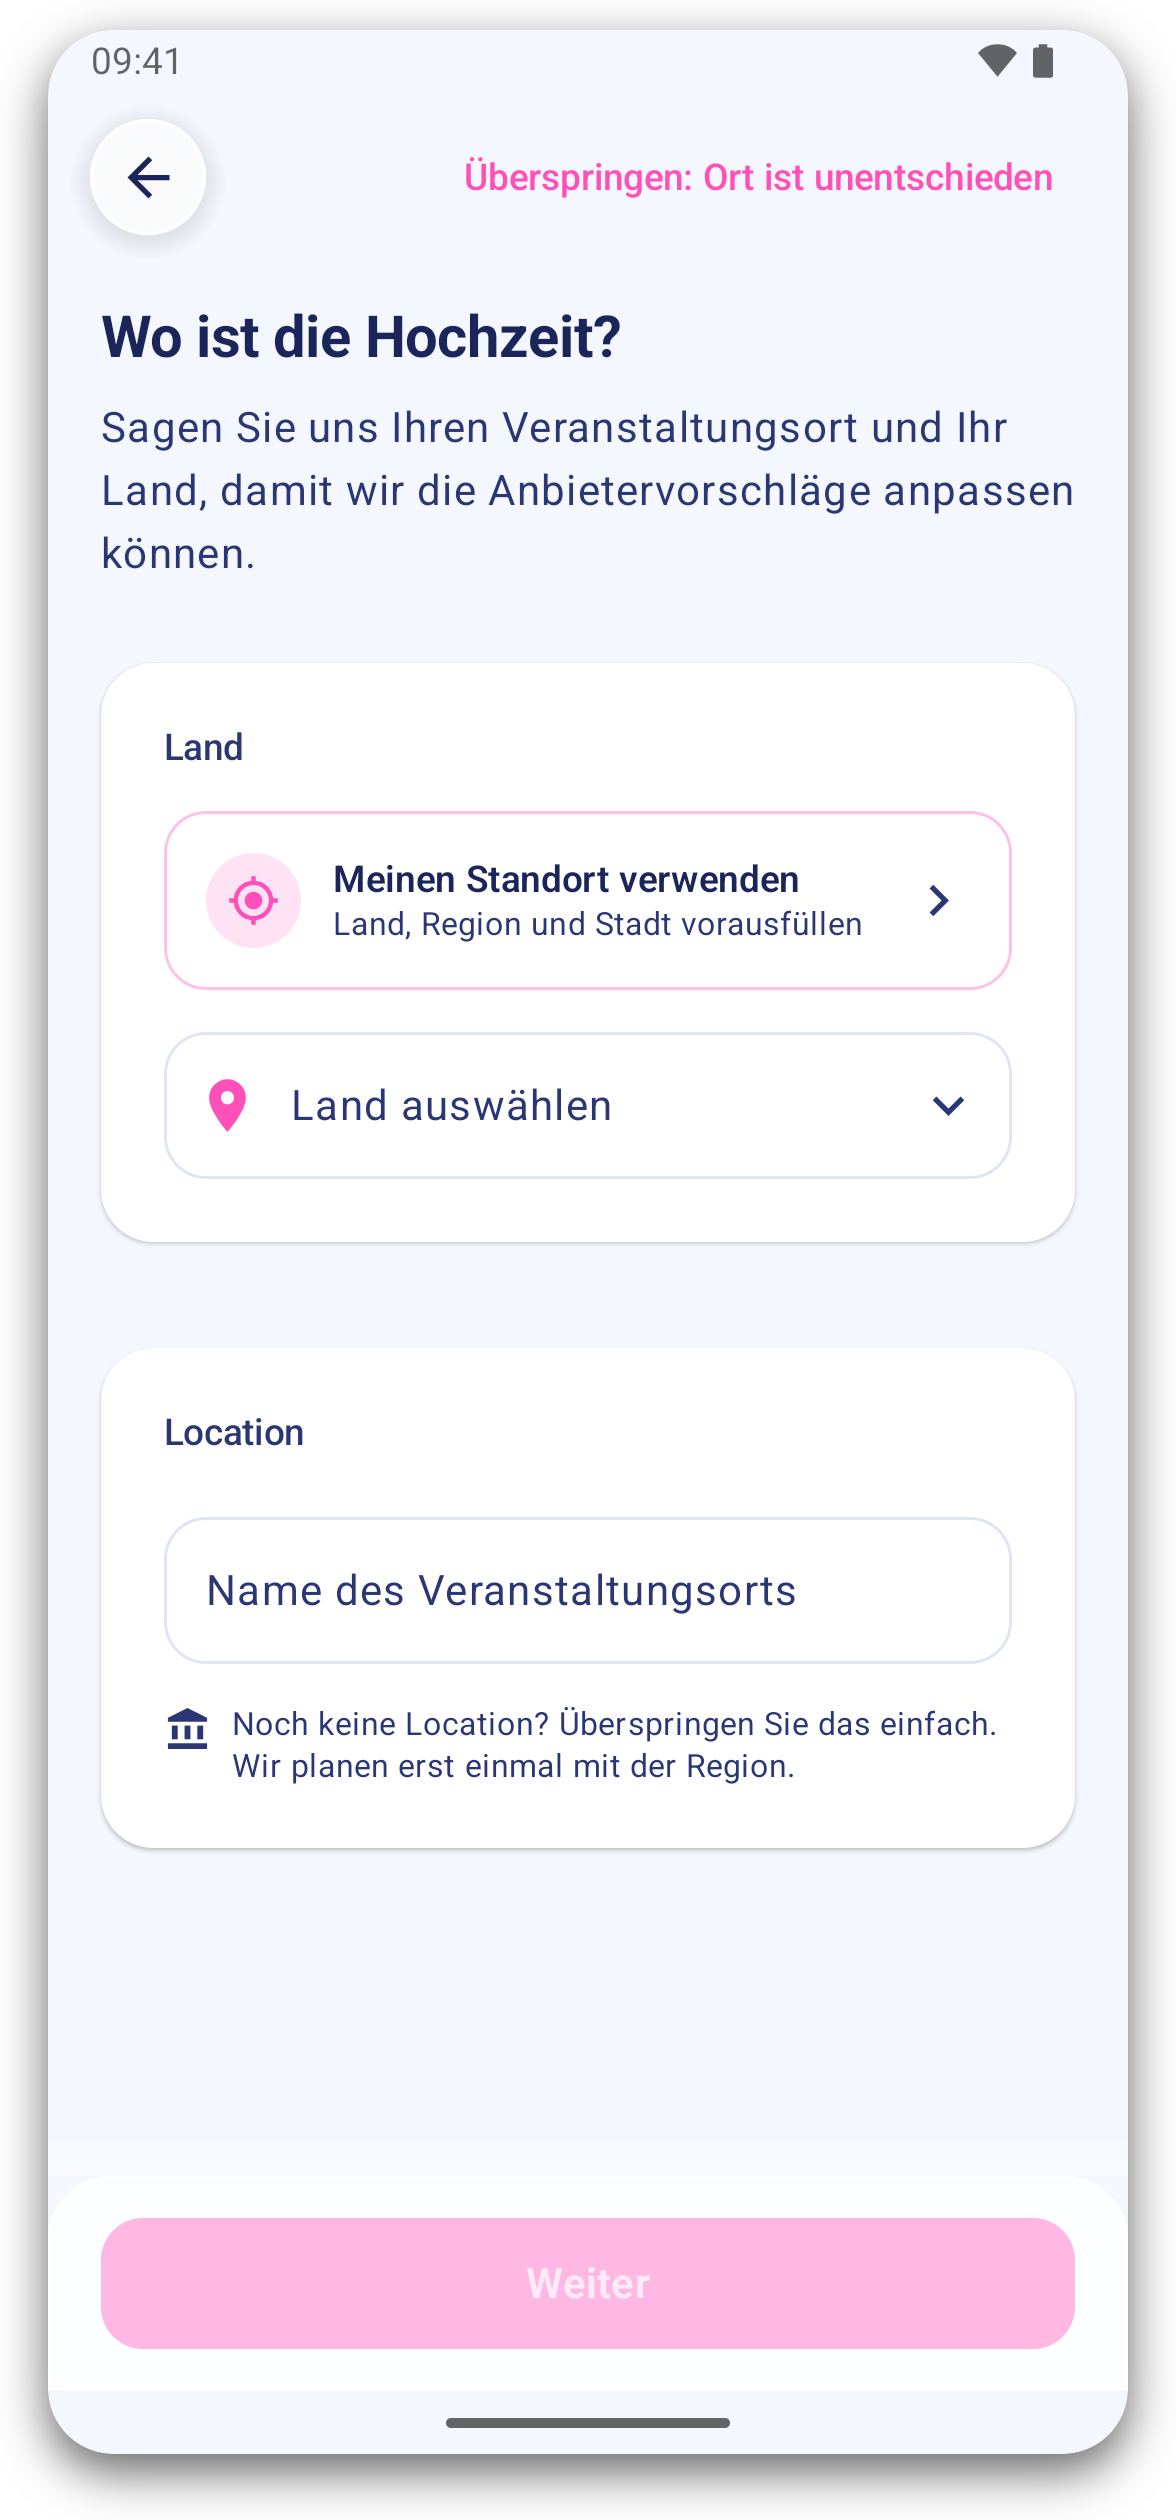 09:41
Überspringen: Ort ist unentschieden
Wo ist die Hochzeit?
Sagen Sie uns Ihren Veranstaltungsort und Ihr
Land, damit wir die Anbietervorschläge anpassen
können.
Land
Meinen Standort verwenden
Land, Region und Stadt vorausfüllen
Land auswählen
Location
Name des Veranstaltungsorts
Noch keine Location? Überspringen Sie das einfach.
Wir planen erst einmal mit der Region.
Weiter